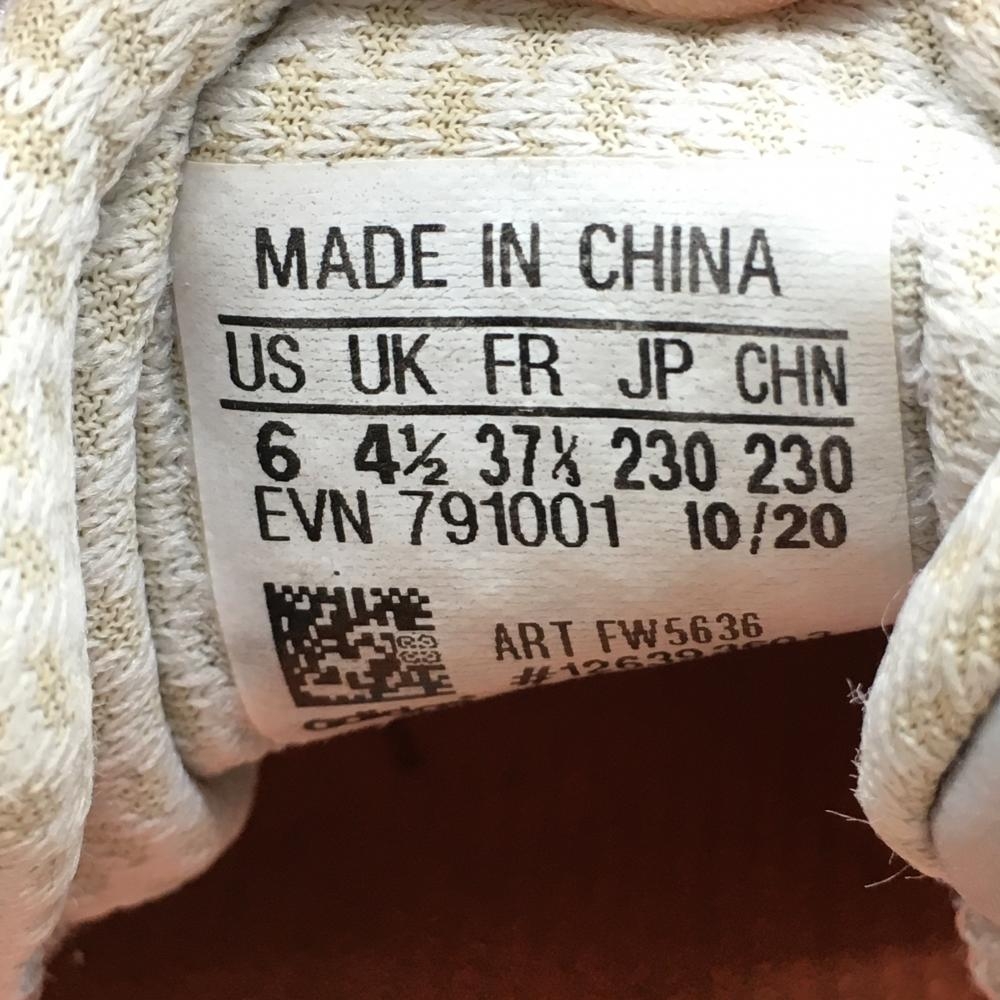 MADE IN CHINA
US UK FR JP CHN
6 4½ 37⅓ 230 230
EVN 791001 10/20
ART FW5636